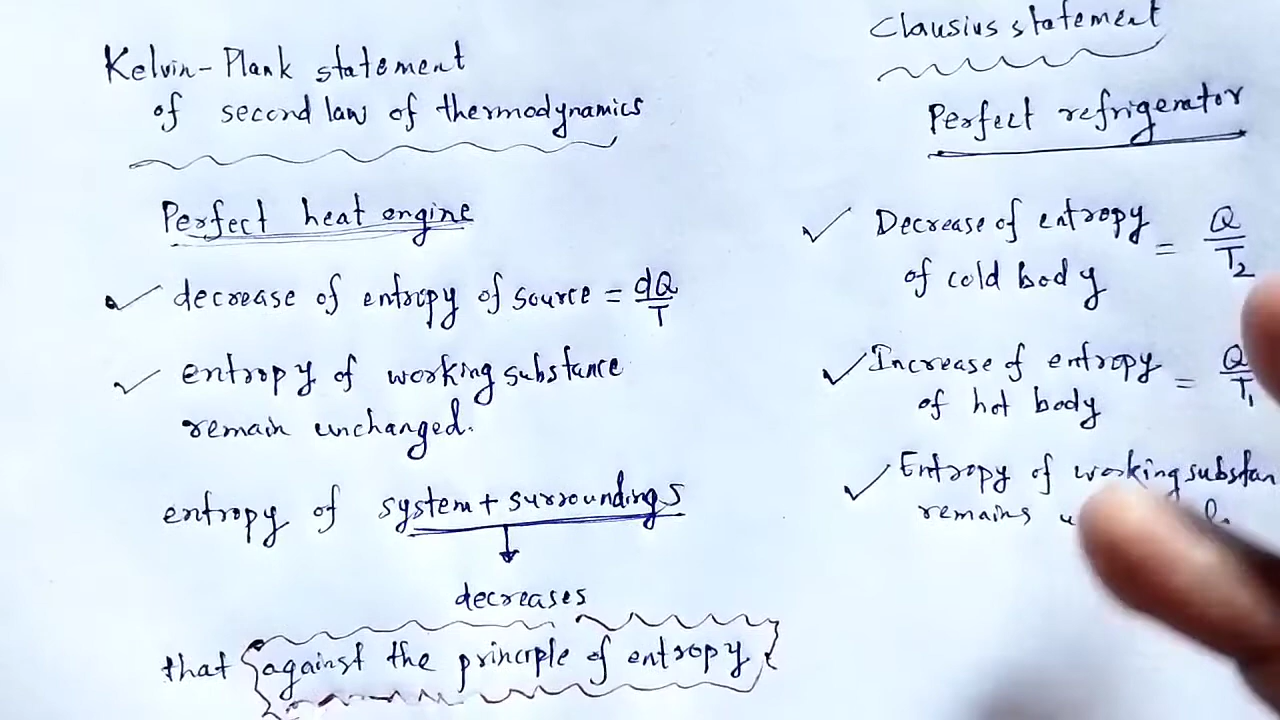 Kelvin-Plank statement
of second law of thermodynamics
Perfect heat engine
decrease of entropy of source = dQ/T
entropy of working substance
remain unchanged.
entropy of system + surroundings
decreases
that against the principle of entropy
Clausius statement
Perfect refrigerator
Decrease of entropy
of cold body = Q/T₂
Increase of entropy
of hot body = Q/T₁
Entropy of working substan
remains